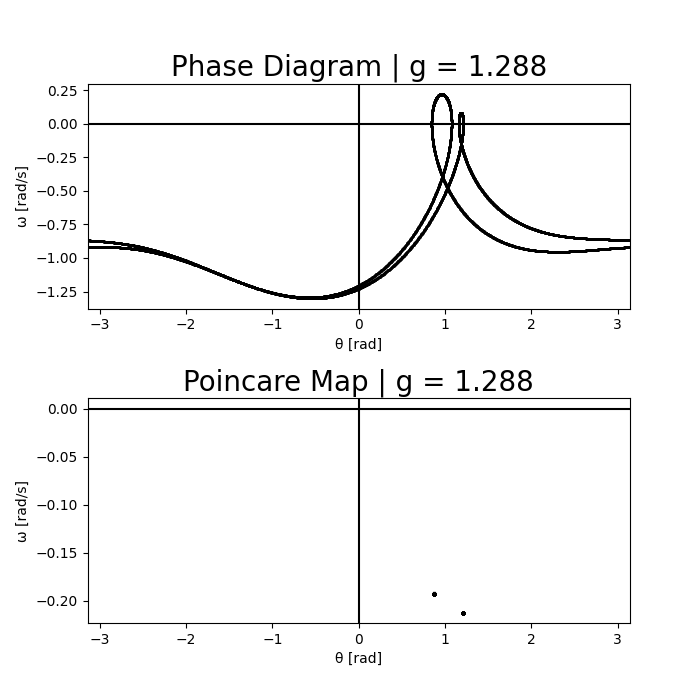 Phase Diagram | g = 1.288
0.25
0.00
−0.25
−0.50
−0.75
−1.00
−1.25
ω [rad/s]
−3 −2 −1 0 1 2 3
θ [rad]
Poincare Map | g = 1.288
0.00
−0.05
−0.10
−0.15
−0.20
ω [rad/s]
−3 −2 −1 0 1 2 3
θ [rad]